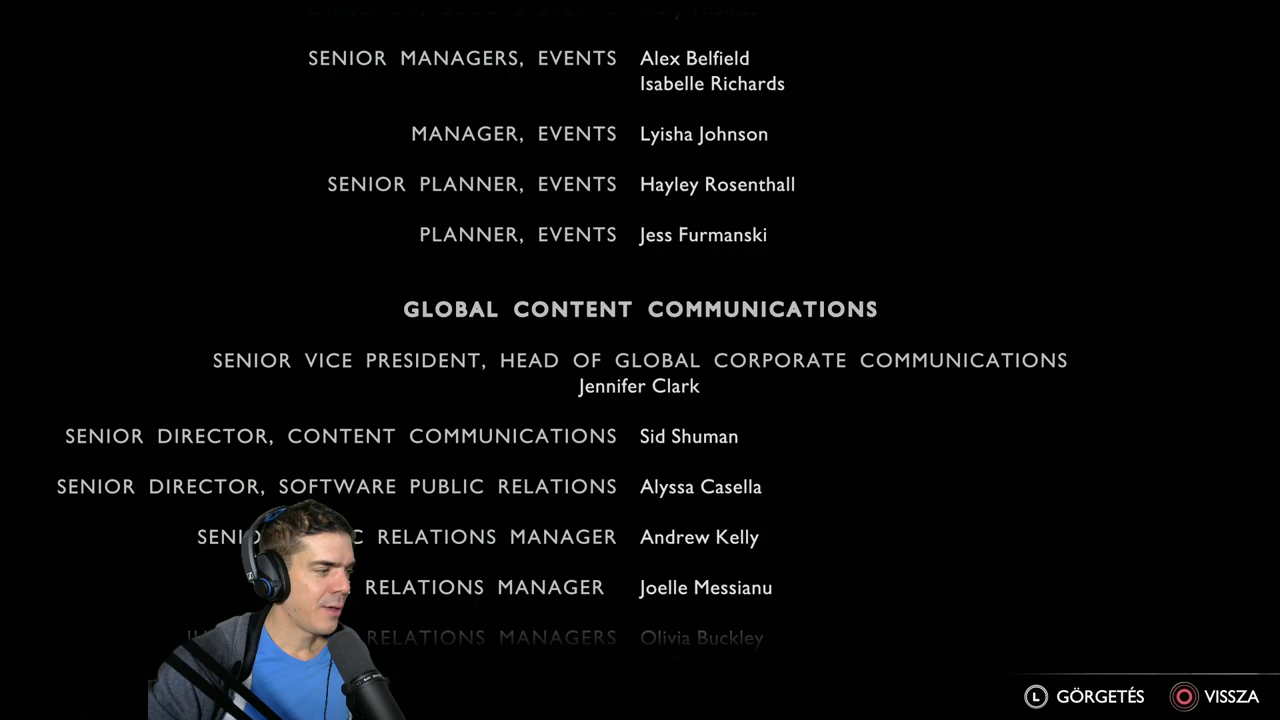 SENIOR MANAGERS, EVENTS Alex Belfield
Isabelle Richards
MANAGER, EVENTS Lyisha Johnson
SENIOR PLANNER, EVENTS Hayley Rosenthall
PLANNER, EVENTS Jess Furmanski
GLOBAL CONTENT COMMUNICATIONS
SENIOR VICE PRESIDENT, HEAD OF GLOBAL CORPORATE COMMUNICATIONS
Jennifer Clark
SENIOR DIRECTOR, CONTENT COMMUNICATIONS Sid Shuman
SENIOR DIRECTOR, SOFTWARE PUBLIC RELATIONS Alyssa Casella
RELATIONS MANAGER Andrew Kelly
RELATIONS MANAGER Joelle Messianu
RELATIONS MANAGERS Olivia Buckley
L GÖRGETÉS VISSZA